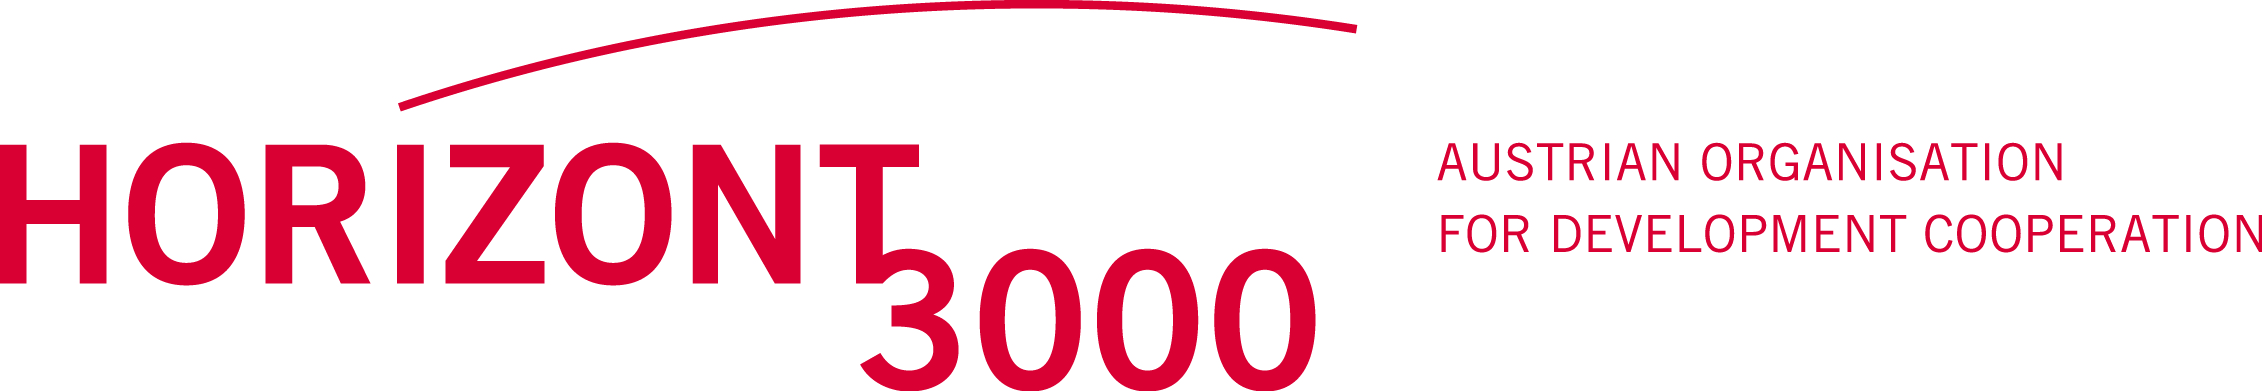 HORIZONT
3000
AUSTRIAN ORGANISATION
FOR DEVELOPMENT COOPERATION